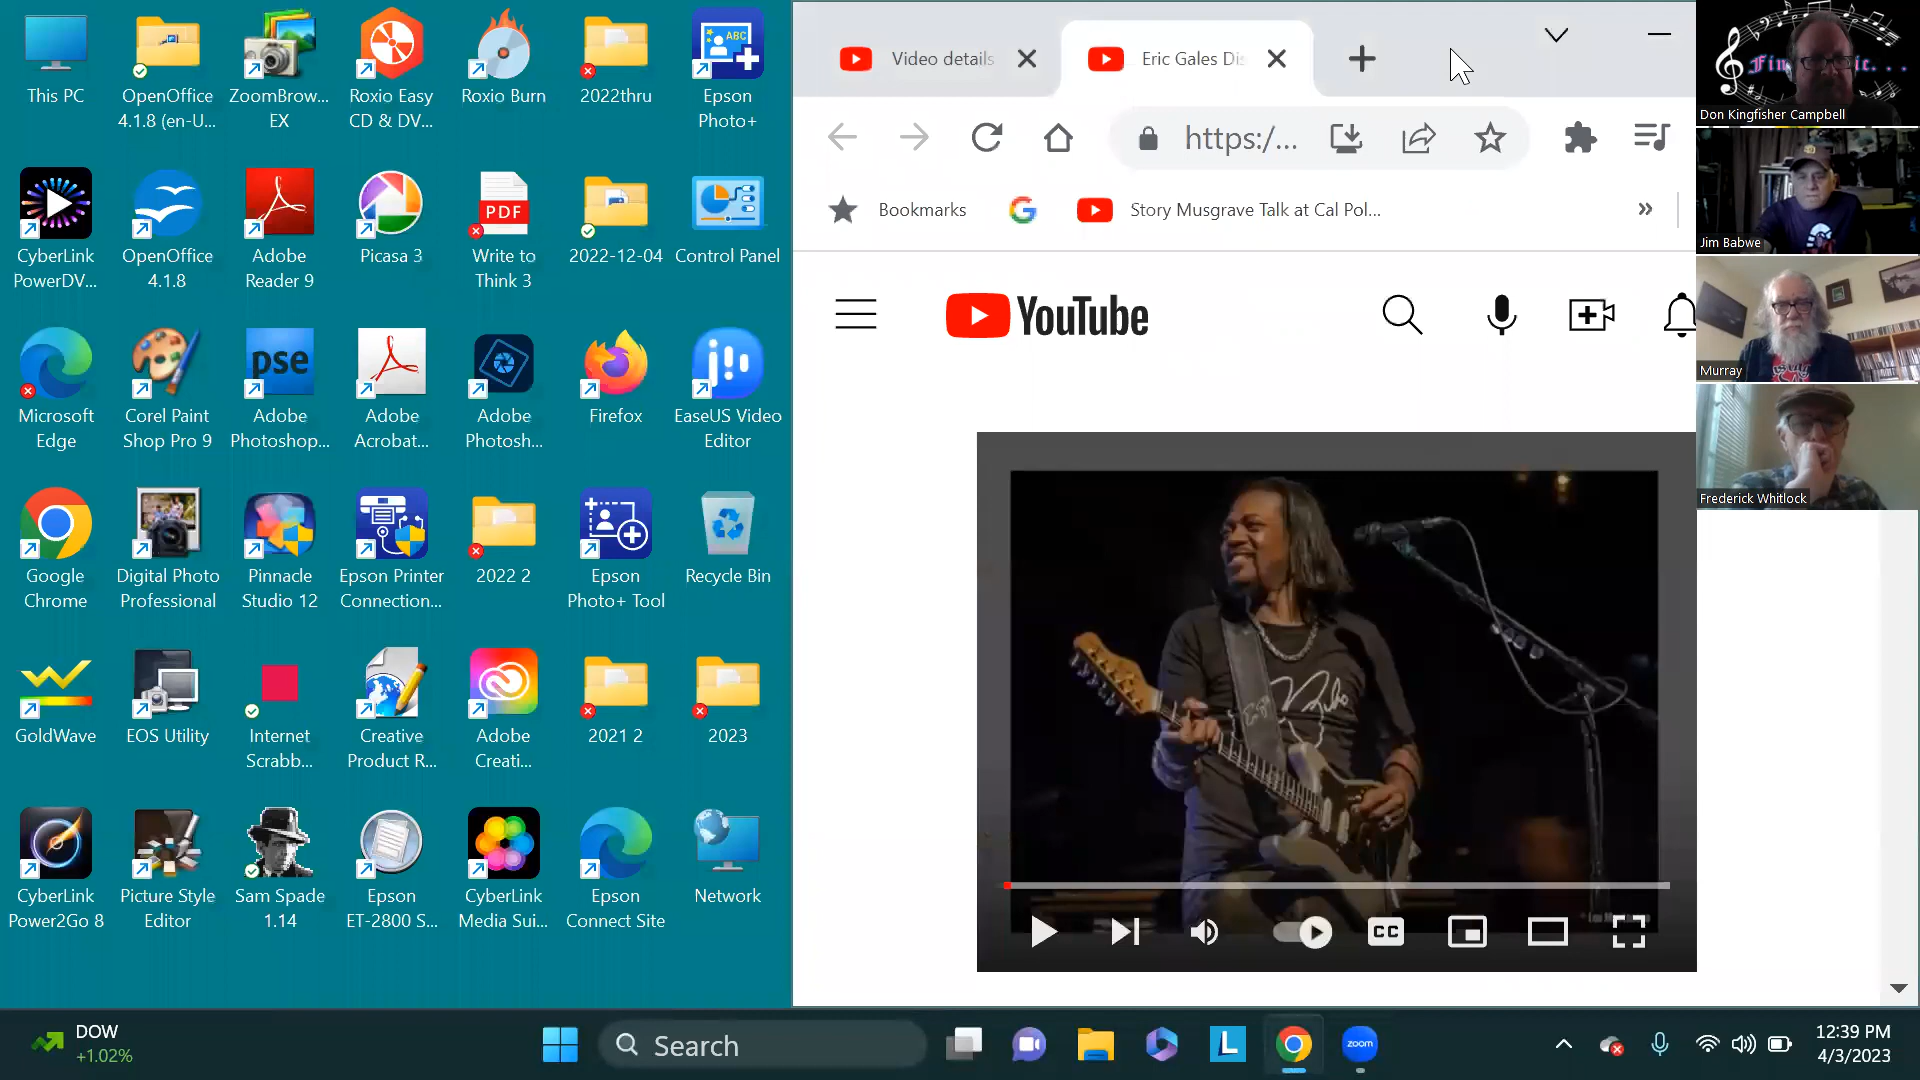 This PC
OpenOffice
4.1.8 (en-U...
ZoomBrow...
EX
Roxio Easy
CD & DV...
Roxio Burn
2022thru
ABC
Epson
Photo+
CyberLink
PowerDV...
OpenOffice
4.1.8
Adobe
Reader 9
Picasa 3
PDF
Write to
Think 3
2022-12-04
Control Panel
Microsoft
Edge
Corel Paint
Shop Pro 9
pse
Adobe
Photoshop...
Adobe
Acrobat...
Adobe
Photosh...
Firefox
EaseUS Video
Editor
Google
Chrome
Digital Photo
Professional
Pinnacle
Studio 12
Epson Printer
Connection...
2022 2
Epson
Photo+ Tool
Recycle Bin
GoldWave
EOS Utility
Internet
Scrabb...
Creative
Product R...
Adobe
Creati...
2021 2
2023
CyberLink
Power2Go 8
Picture Style
Editor
Sam Spade
1.14
Epson
ET-2800 S...
CyberLink
Media Sui...
Epson
Connect Site
Network
Video details
Eric Gales Dis
https:/...
Bookmarks
G
Story Musgrave Talk at Cal Pol...
»
YouTube
CC
Don Kingfisher Campbell
Jim Babwe
Murray
Frederick Whitlock
DOW
+1.02%
Search
L
zoom
12:39 PM
4/3/2023